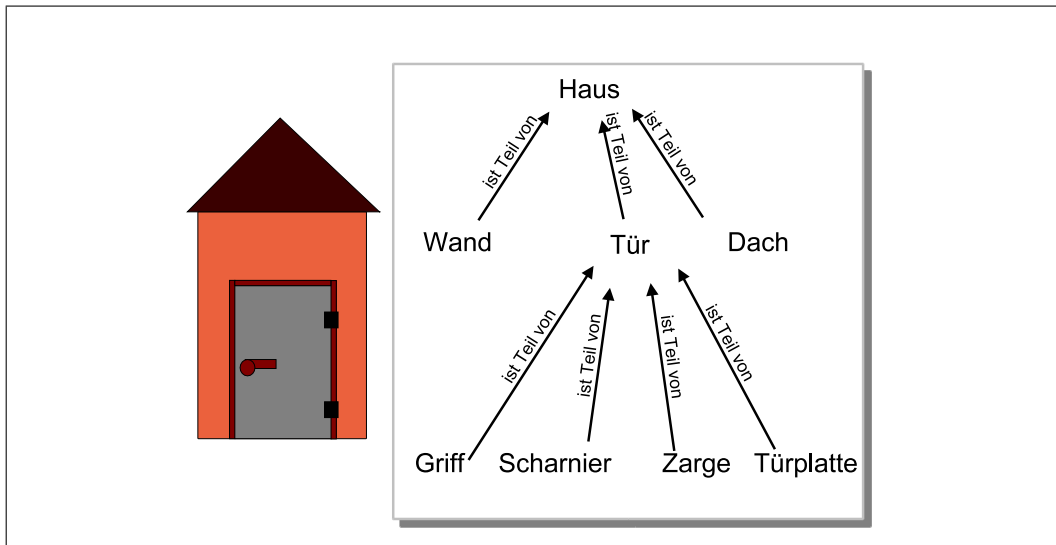 Haus
ist Teil von
ist Teil von
ist Teil von
Wand
Tür
Dach
ist Teil von
ist Teil von
ist Teil von
ist Teil von
Griff
Scharnier
Zarge
Türplatte